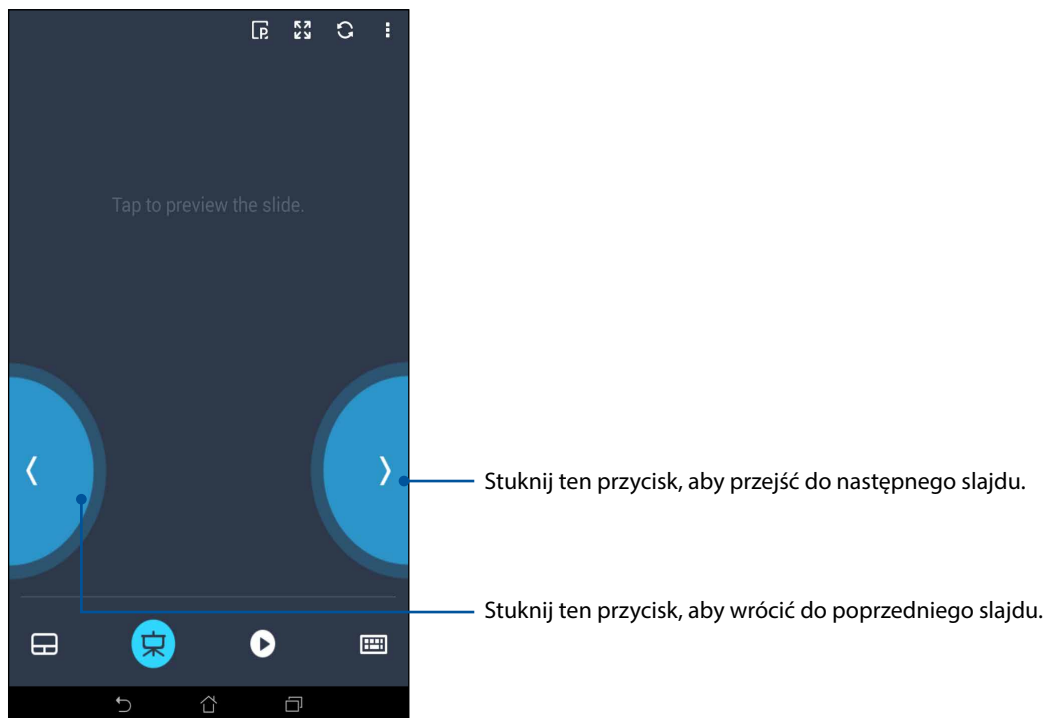 Tap to preview the slide.
Stuknij ten przycisk, aby przejść do następnego slajdu.
Stuknij ten przycisk, aby wrócić do poprzedniego slajdu.